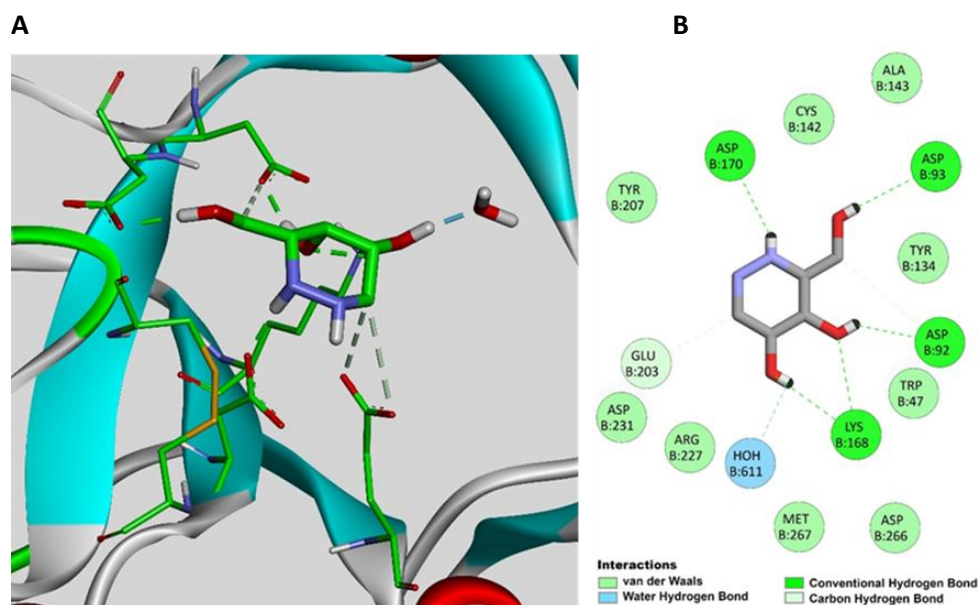 A
B
ALA
B:143
CYS
B:142
ASP
B:170
ASP
B:93
TYR
B:207
TYR
B:134
ASP
B:92
GLU
B:203
TRP
B:47
ASP
B:231
ARG
B:227
LYS
B:168
HOH
B:611
MET
B:267
ASP
B:266
Interactions
van der Waals
Conventional Hydrogen Bond
Water Hydrogen Bond
Carbon Hydrogen Bond